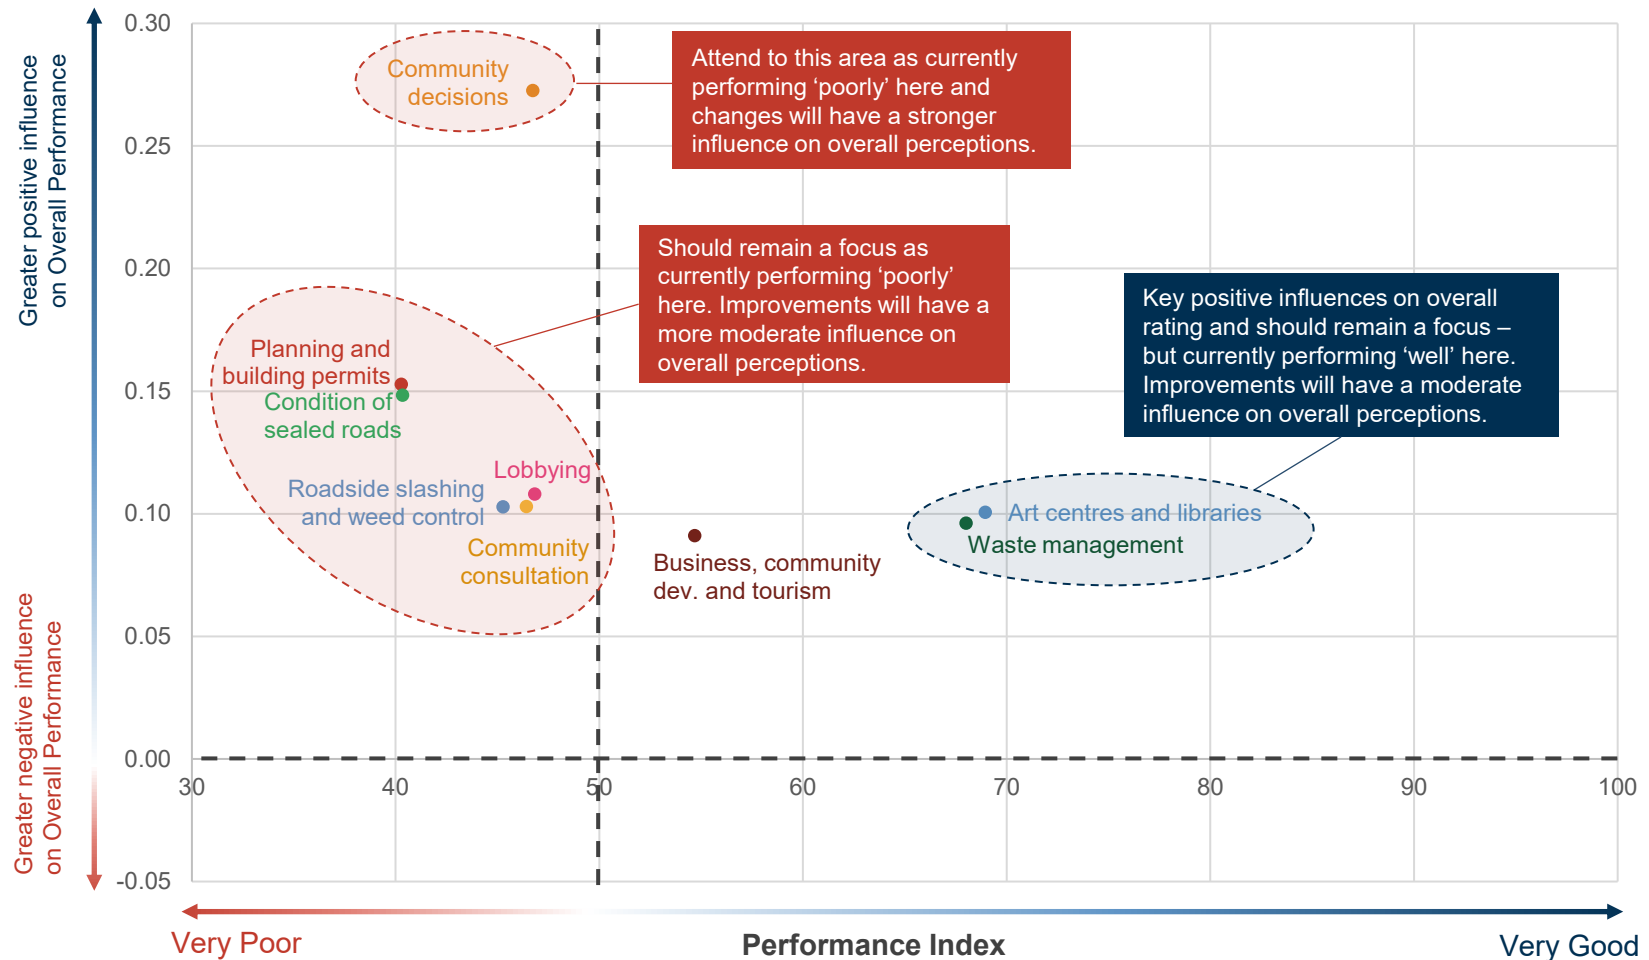 Greater positive influence
on Overall Performance
Greater negative influence
on Overall Performance
0.30
0.25
0.20
0.15
0.10
0.05
0.00
-0.05
Community
decisions
Attend to this area as currently
performing ‘poorly’ here and
changes will have a stronger
influence on overall perceptions.
Should remain a focus as
currently performing ‘poorly’
here. Improvements will have a
more moderate influence on
overall perceptions.
Key positive influences on overall
rating and should remain a focus –
but currently performing ‘well’ here.
Improvements will have a moderate
influence on overall perceptions.
Planning and
building permits
Condition of
sealed roads
Lobbying
Roadside slashing
and weed control
Community
consultation
Business, community
dev. and tourism
Art centres and libraries
Waste management
30 40 50 60 70 80 90 100
Very Poor
Performance Index
Very Good